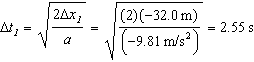 Δt₁ = √(2Δx₁ / a) = √((2)(−32.0 m) / (−9.81 m/s²)) = 2.55 s